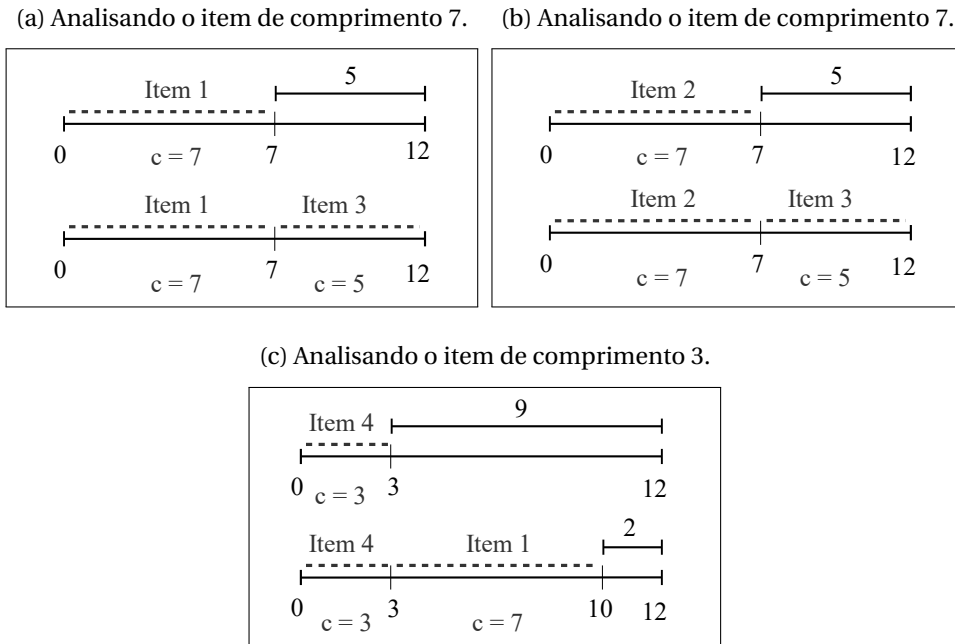 (a) Analisando o item de comprimento 7.
5
Item 1
0 c = 7 7 12
Item 1 Item 3
0 c = 7 7 c = 5 12
(b) Analisando o item de comprimento 7.
5
Item 2
0 c = 7 7 12
Item 2 Item 3
0 c = 7 7 c = 5 12
(c) Analisando o item de comprimento 3.
9
Item 4
0 c = 3 3 12
2
Item 4 Item 1
0 c = 3 3 c = 7 10 12